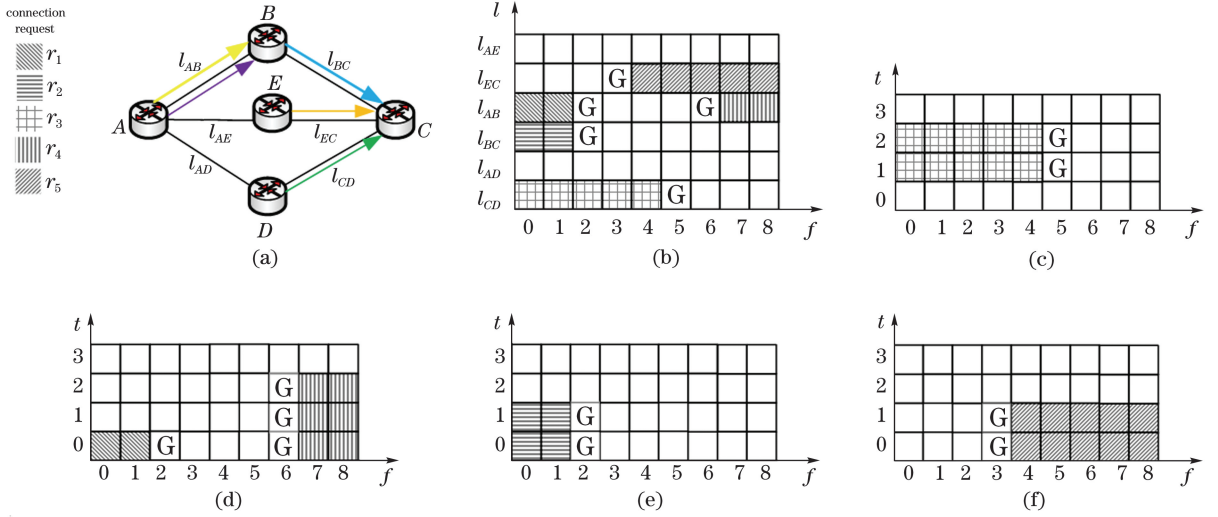 connection
request
r1
r2
r3
r4
r5
B
lAB
lBC
E
A
lAE
lEC
C
lAD
lCD
D
(a)
l
lAE
lEC G
lAB G G
lBC G
lAD
lCD G
0 1 2 3 4 5 6 7 8 f
(b)
t
3
2 G
1 G
0
0 1 2 3 4 5 6 7 8 f
(c)
t
3
2 G
1 G
0 G G
0 1 2 3 4 5 6 7 8 f
(d)
t
3
2
1 G
0 G
0 1 2 3 4 5 6 7 8 f
(e)
t
3
2
1 G
0 G
0 1 2 3 4 5 6 7 8 f
(f)